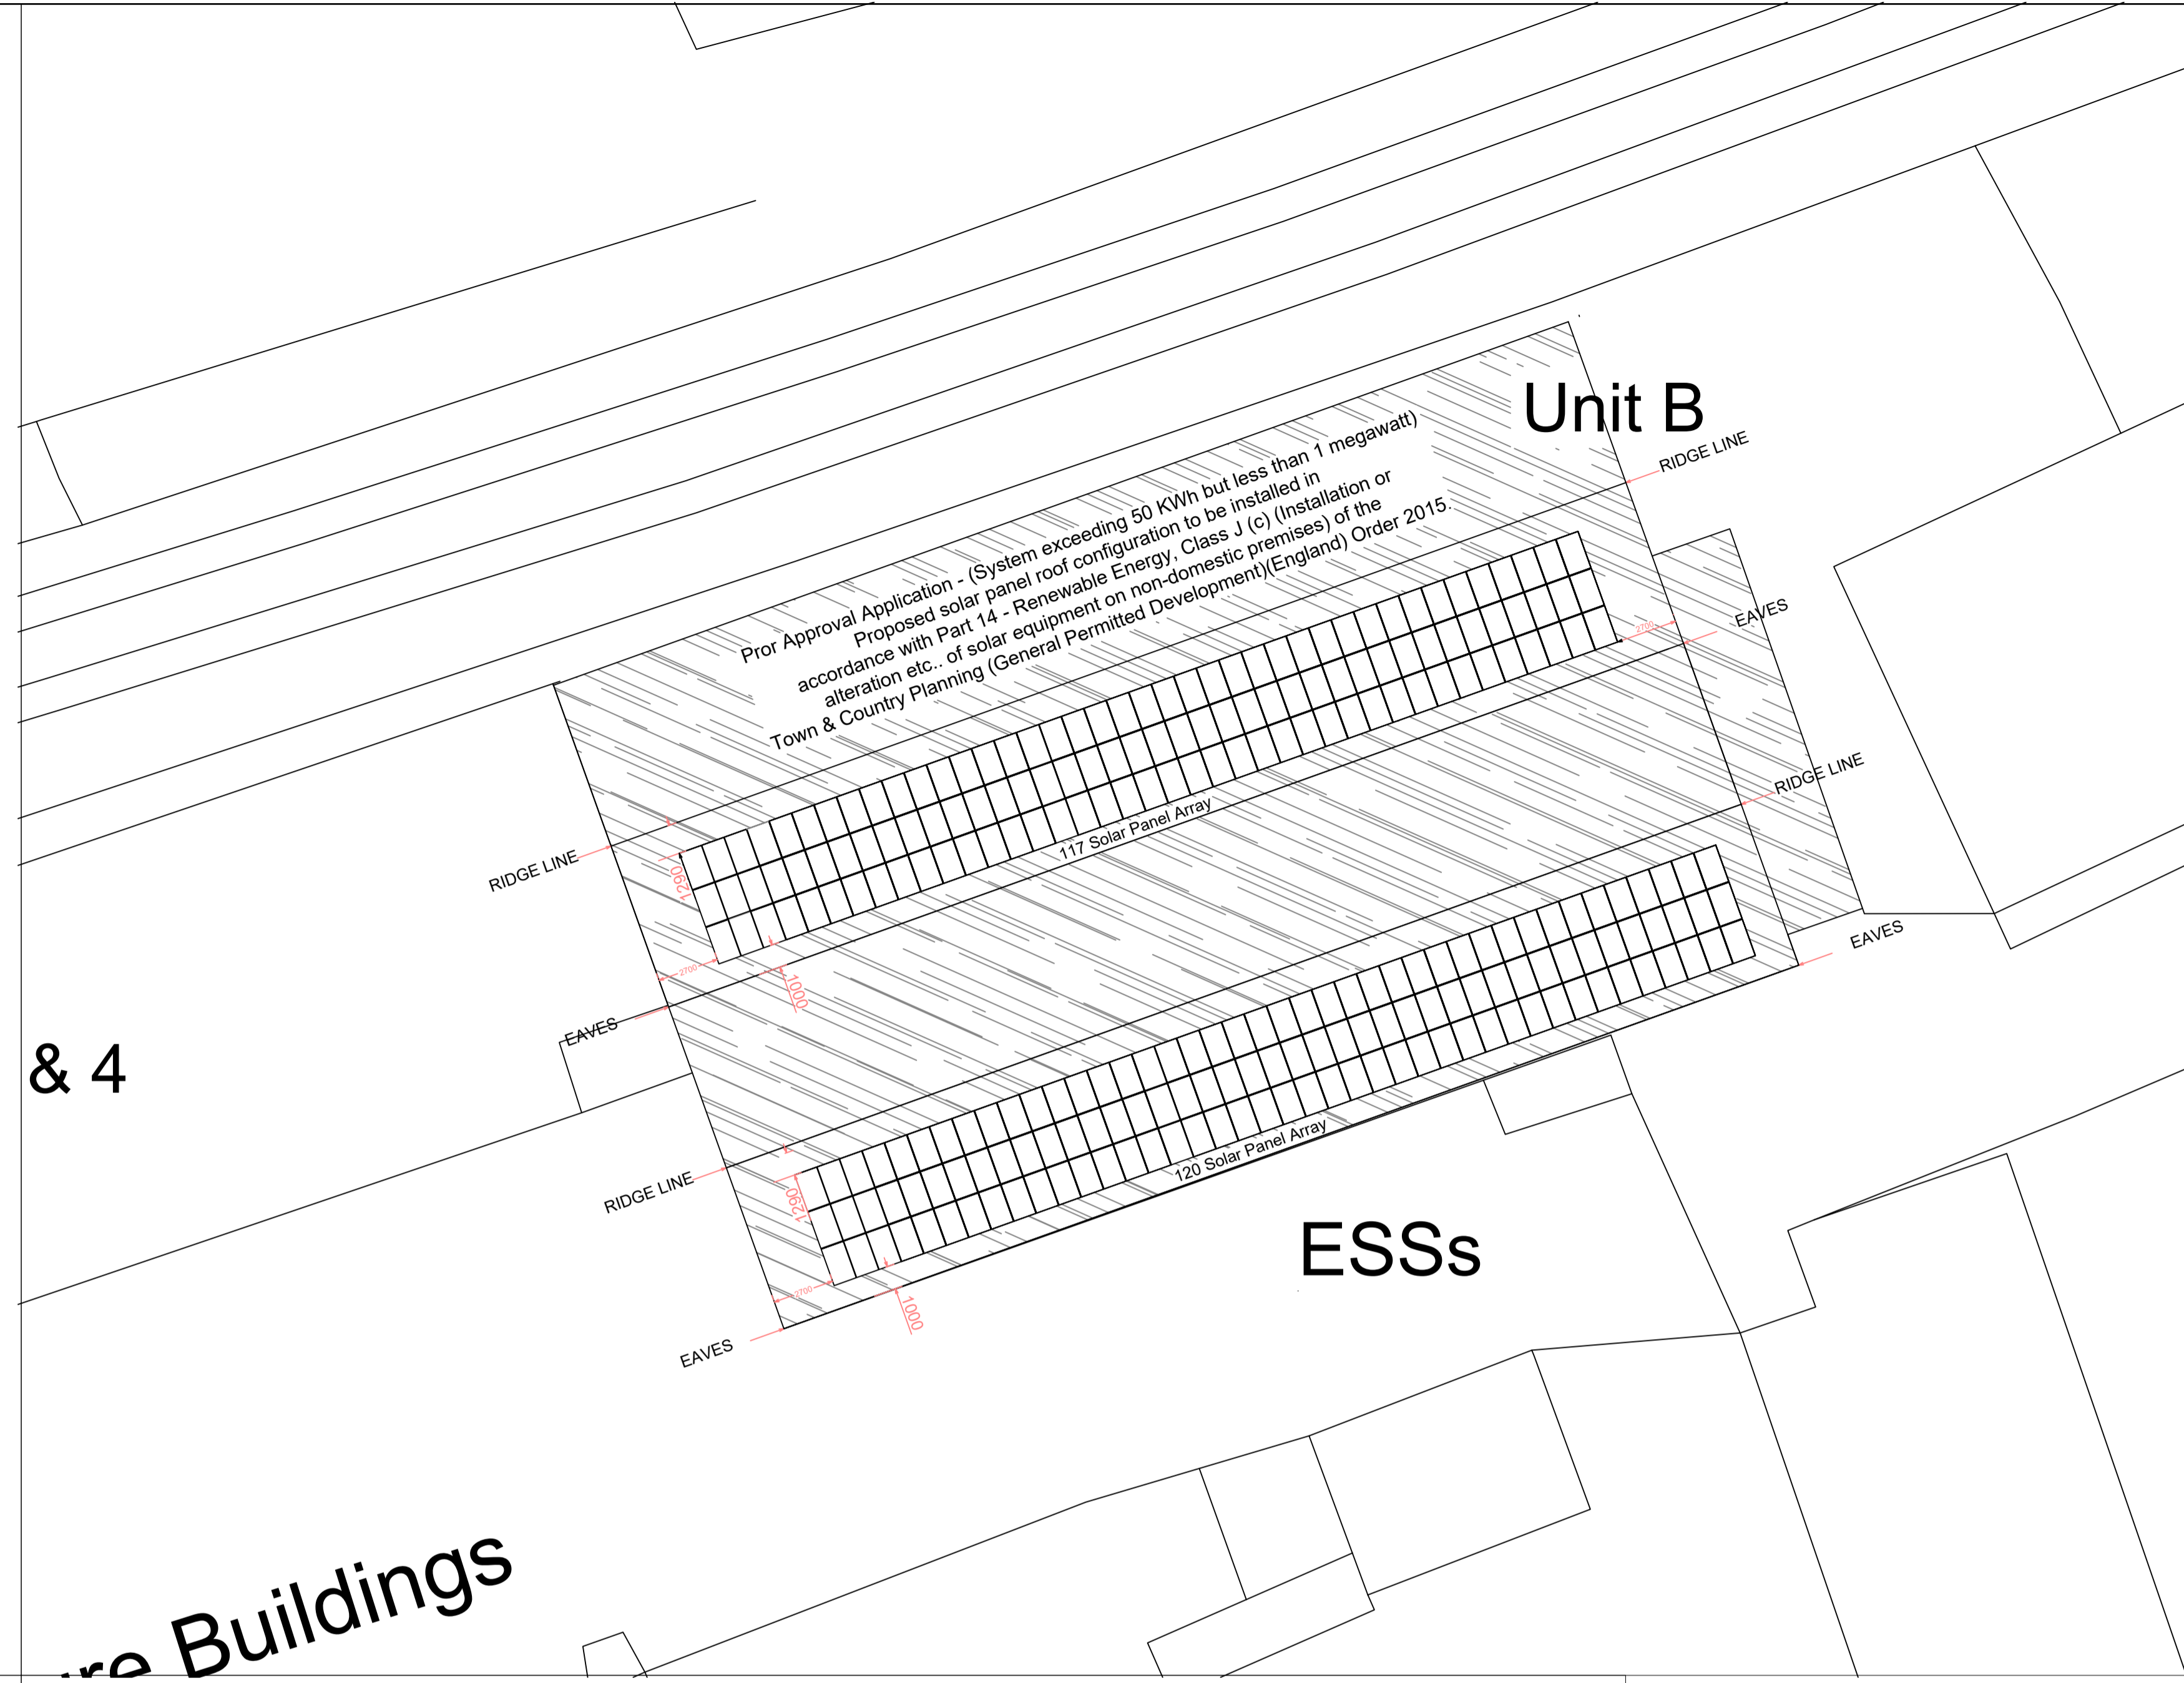 Unit B
Pror Approval Application - (System exceeding 50 KWh but less than 1 megawatt)
Proposed solar panel roof configuration to be installed in
accordance with Part 14 - Renewable Energy, Class J (c) (Installation or
alteration etc.. of solar equipment on non-domestic premises) of the
Town & Country Planning (General Permitted Development)(England) Order 2015.
RIDGE LINE
EAVES
2700
117 Solar Panel Array
RIDGE LINE
RIDGE LINE
1290
2700
1000
EAVES
EAVES
& 4
120 Solar Panel Array
RIDGE LINE
1290
2700
1000
EAVES
ESSs
re Buildings